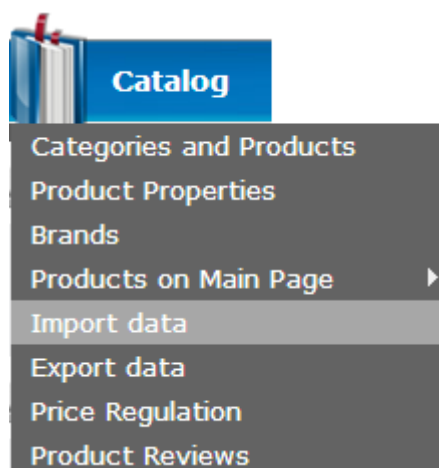 Catalog
Categories and Products
Product Properties
Brands
Products on Main Page
Import data
Export data
Price Regulation
Product Reviews